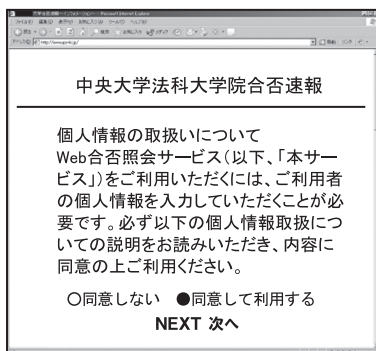 中央大学法科大学院合否速報
個人情報の取扱いについて
Web合否照会サービス(以下、「本サー
ビス」)をご利用いただくには、ご利用者
の個人情報を入力していただくことが必
要です。必ず以下の個人情報取扱につ
いての説明をお読みいただき、内容に
同意の上ご利用ください。
○同意しない ●同意して利用する
NEXT 次へ